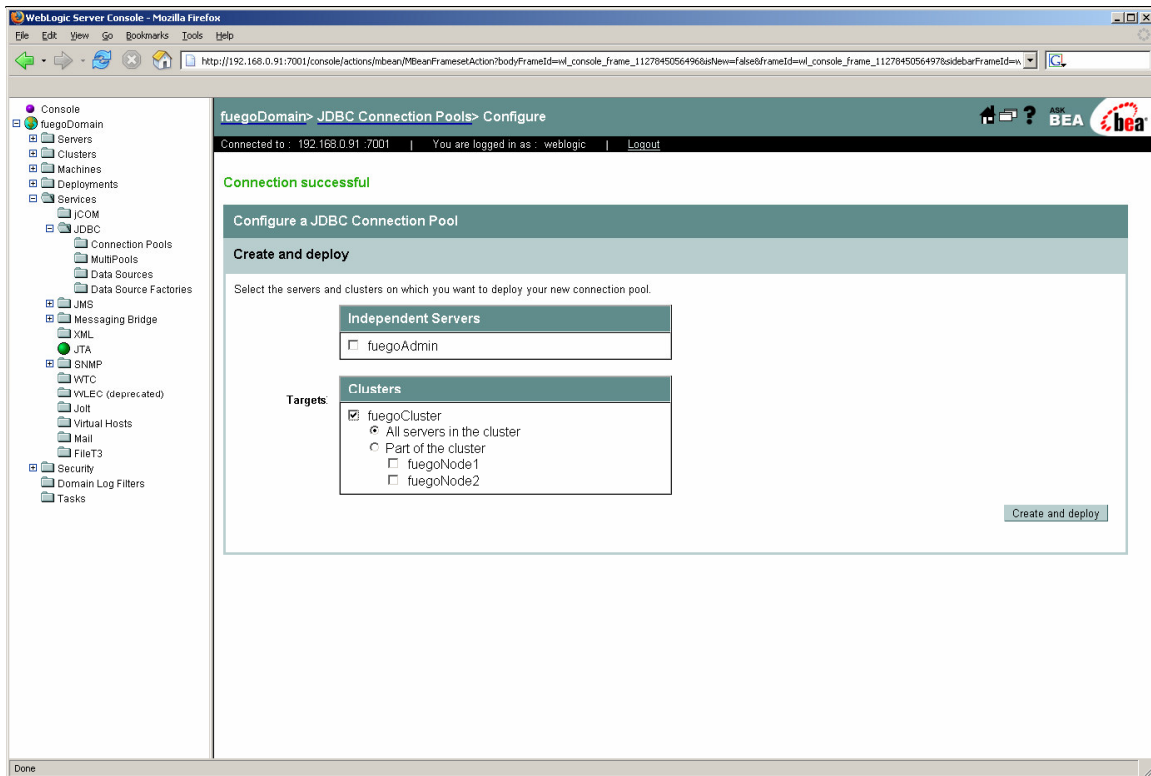 WebLogic Server Console - Mozilla Firefox
File Edit View Go Bookmarks Tools Help
http://192.168.0.91:7001/console/actions/mbean/MBeanFramesetAction?bodyFrameId=wl_console_frame_1127845056496&isNew=false&frameId=wl_console_frame_1127845056497&sidebarFrameId=w
G
Console
fuegoDomain
Servers
Clusters
Machines
Deployments
Services
jCOM
JDBC
Connection Pools
MultiPools
Data Sources
Data Source Factories
JMS
Messaging Bridge
XML
JTA
SNMP
WTC
WLEC (deprecated)
Jolt
Virtual Hosts
Mail
FileT3
Security
Domain Log Filters
Tasks
fuegoDomain> JDBC Connection Pools> Configure
? ASK BEA bea
Connected to : 192.168.0.91 :7001 | You are logged in as : weblogic | Logout
Connection successful
Configure a JDBC Connection Pool
Create and deploy
Select the servers and clusters on which you want to deploy your new connection pool.
Independent Servers
fuegoAdmin
Targets:
Clusters
fuegoCluster
All servers in the cluster
Part of the cluster
fuegoNode1
fuegoNode2
Create and deploy
Done